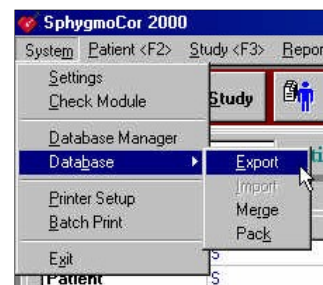 SphygmoCor 2000
System Patient <F2> Study <F3> Repor
Settings
Check Module
Study
Database Manager
Database
Export
Import
Printer Setup
Merge
Batch Print
Pack
Exit
Patient